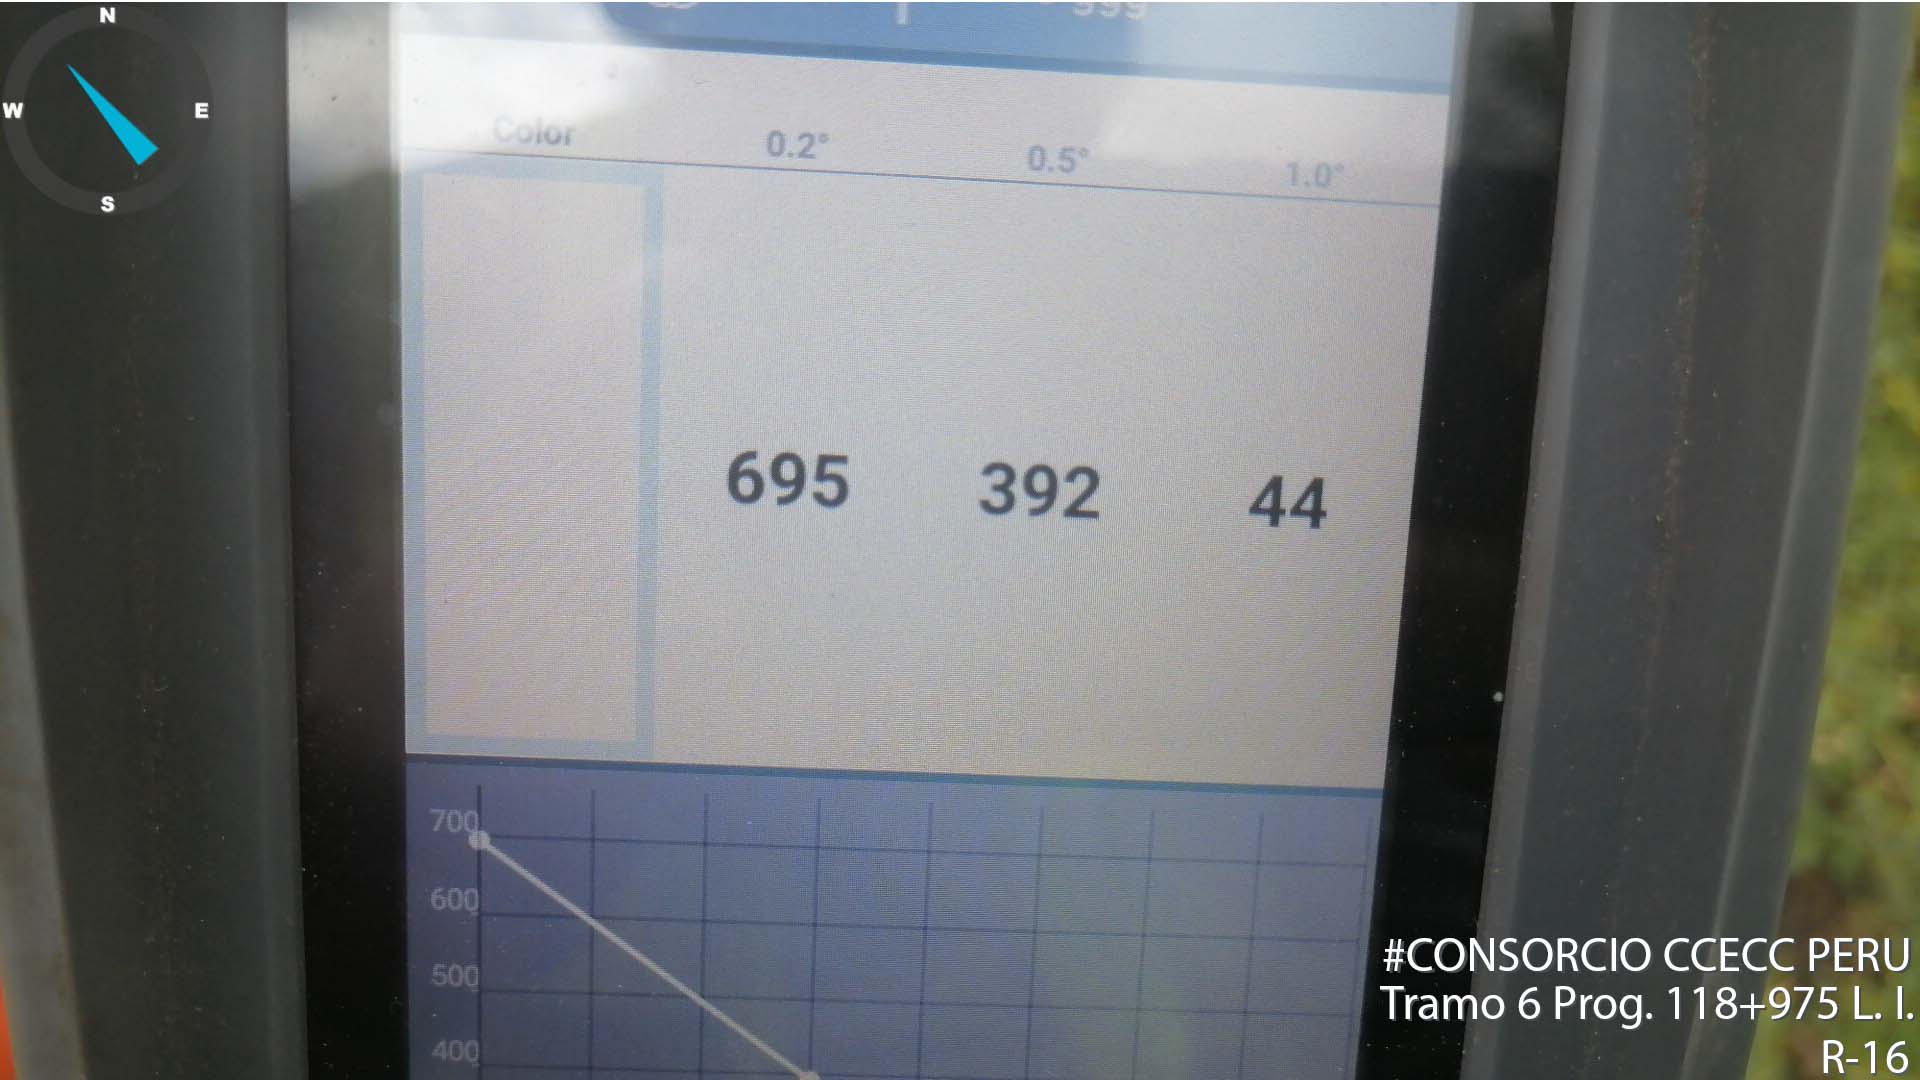 N
W
E
S
999
Color 0.2° 0.5° 1.0°
695 392 44
700
600
500
400
#CONSORCIO CCECC PERU
Tramo 6 Prog. 118+975 L. I.
R-16